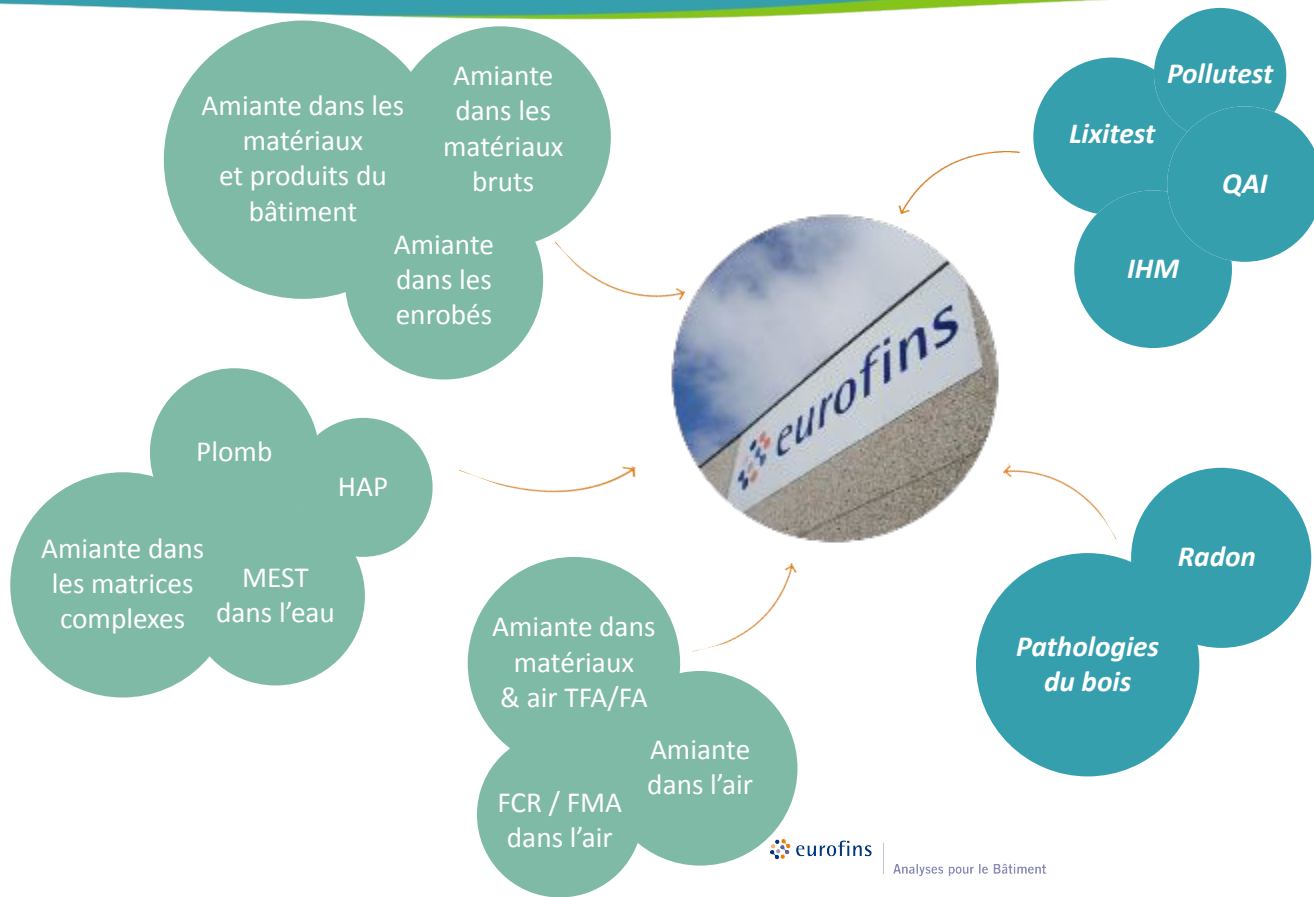 Amiante dans les
matériaux
et produits du
bâtiment
Amiante
dans les
matériaux
bruts
Amiante
dans les
enrobés
Pollutest
Lixitest
QAI
IHM
eurofins
Plomb
HAP
Amiante dans
les matrices
complexes
MEST
dans l’eau
Amiante dans
matériaux
& air TFA/FA
Amiante
dans l’air
FCR / FMA
dans l’air
Radon
Pathologies
du bois
eurofins
Analyses pour le Bâtiment